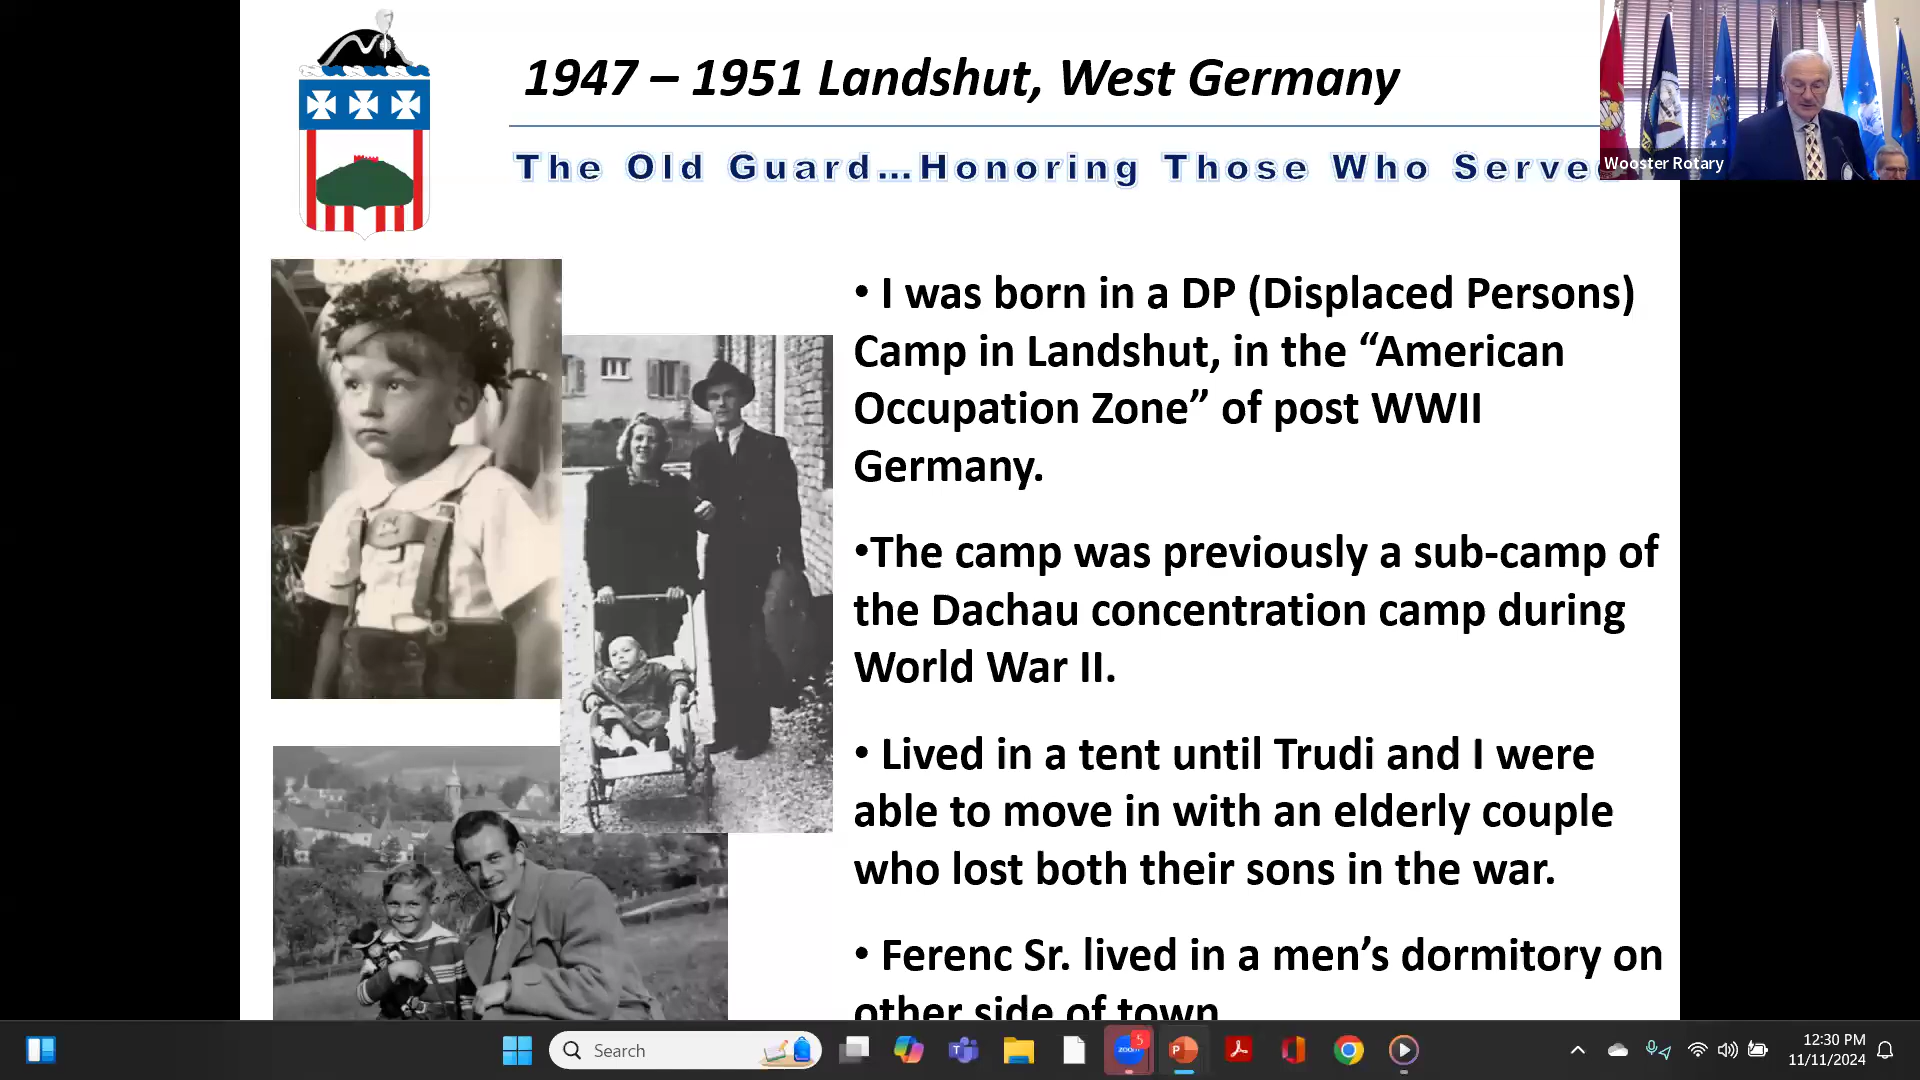 1947 – 1951 Landshut, West Germany
The Old Guard...Honoring Those Who Serve
Wooster Rotary
• I was born in a DP (Displaced Persons)
Camp in Landshut, in the “American
Occupation Zone” of post WWII
Germany.
•The camp was previously a sub-camp of
the Dachau concentration camp during
World War II.
• Lived in a tent until Trudi and I were
able to move in with an elderly couple
who lost both their sons in the war.
• Ferenc Sr. lived in a men’s dormitory on
other side of town
Search
zoom
5
12:30 PM
11/11/2024